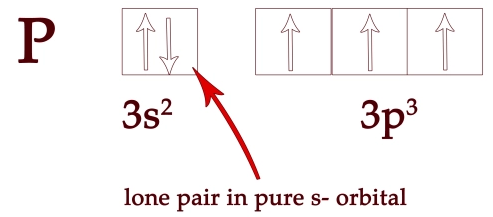 P
3s² 3p³
lone pair in pure s- orbital